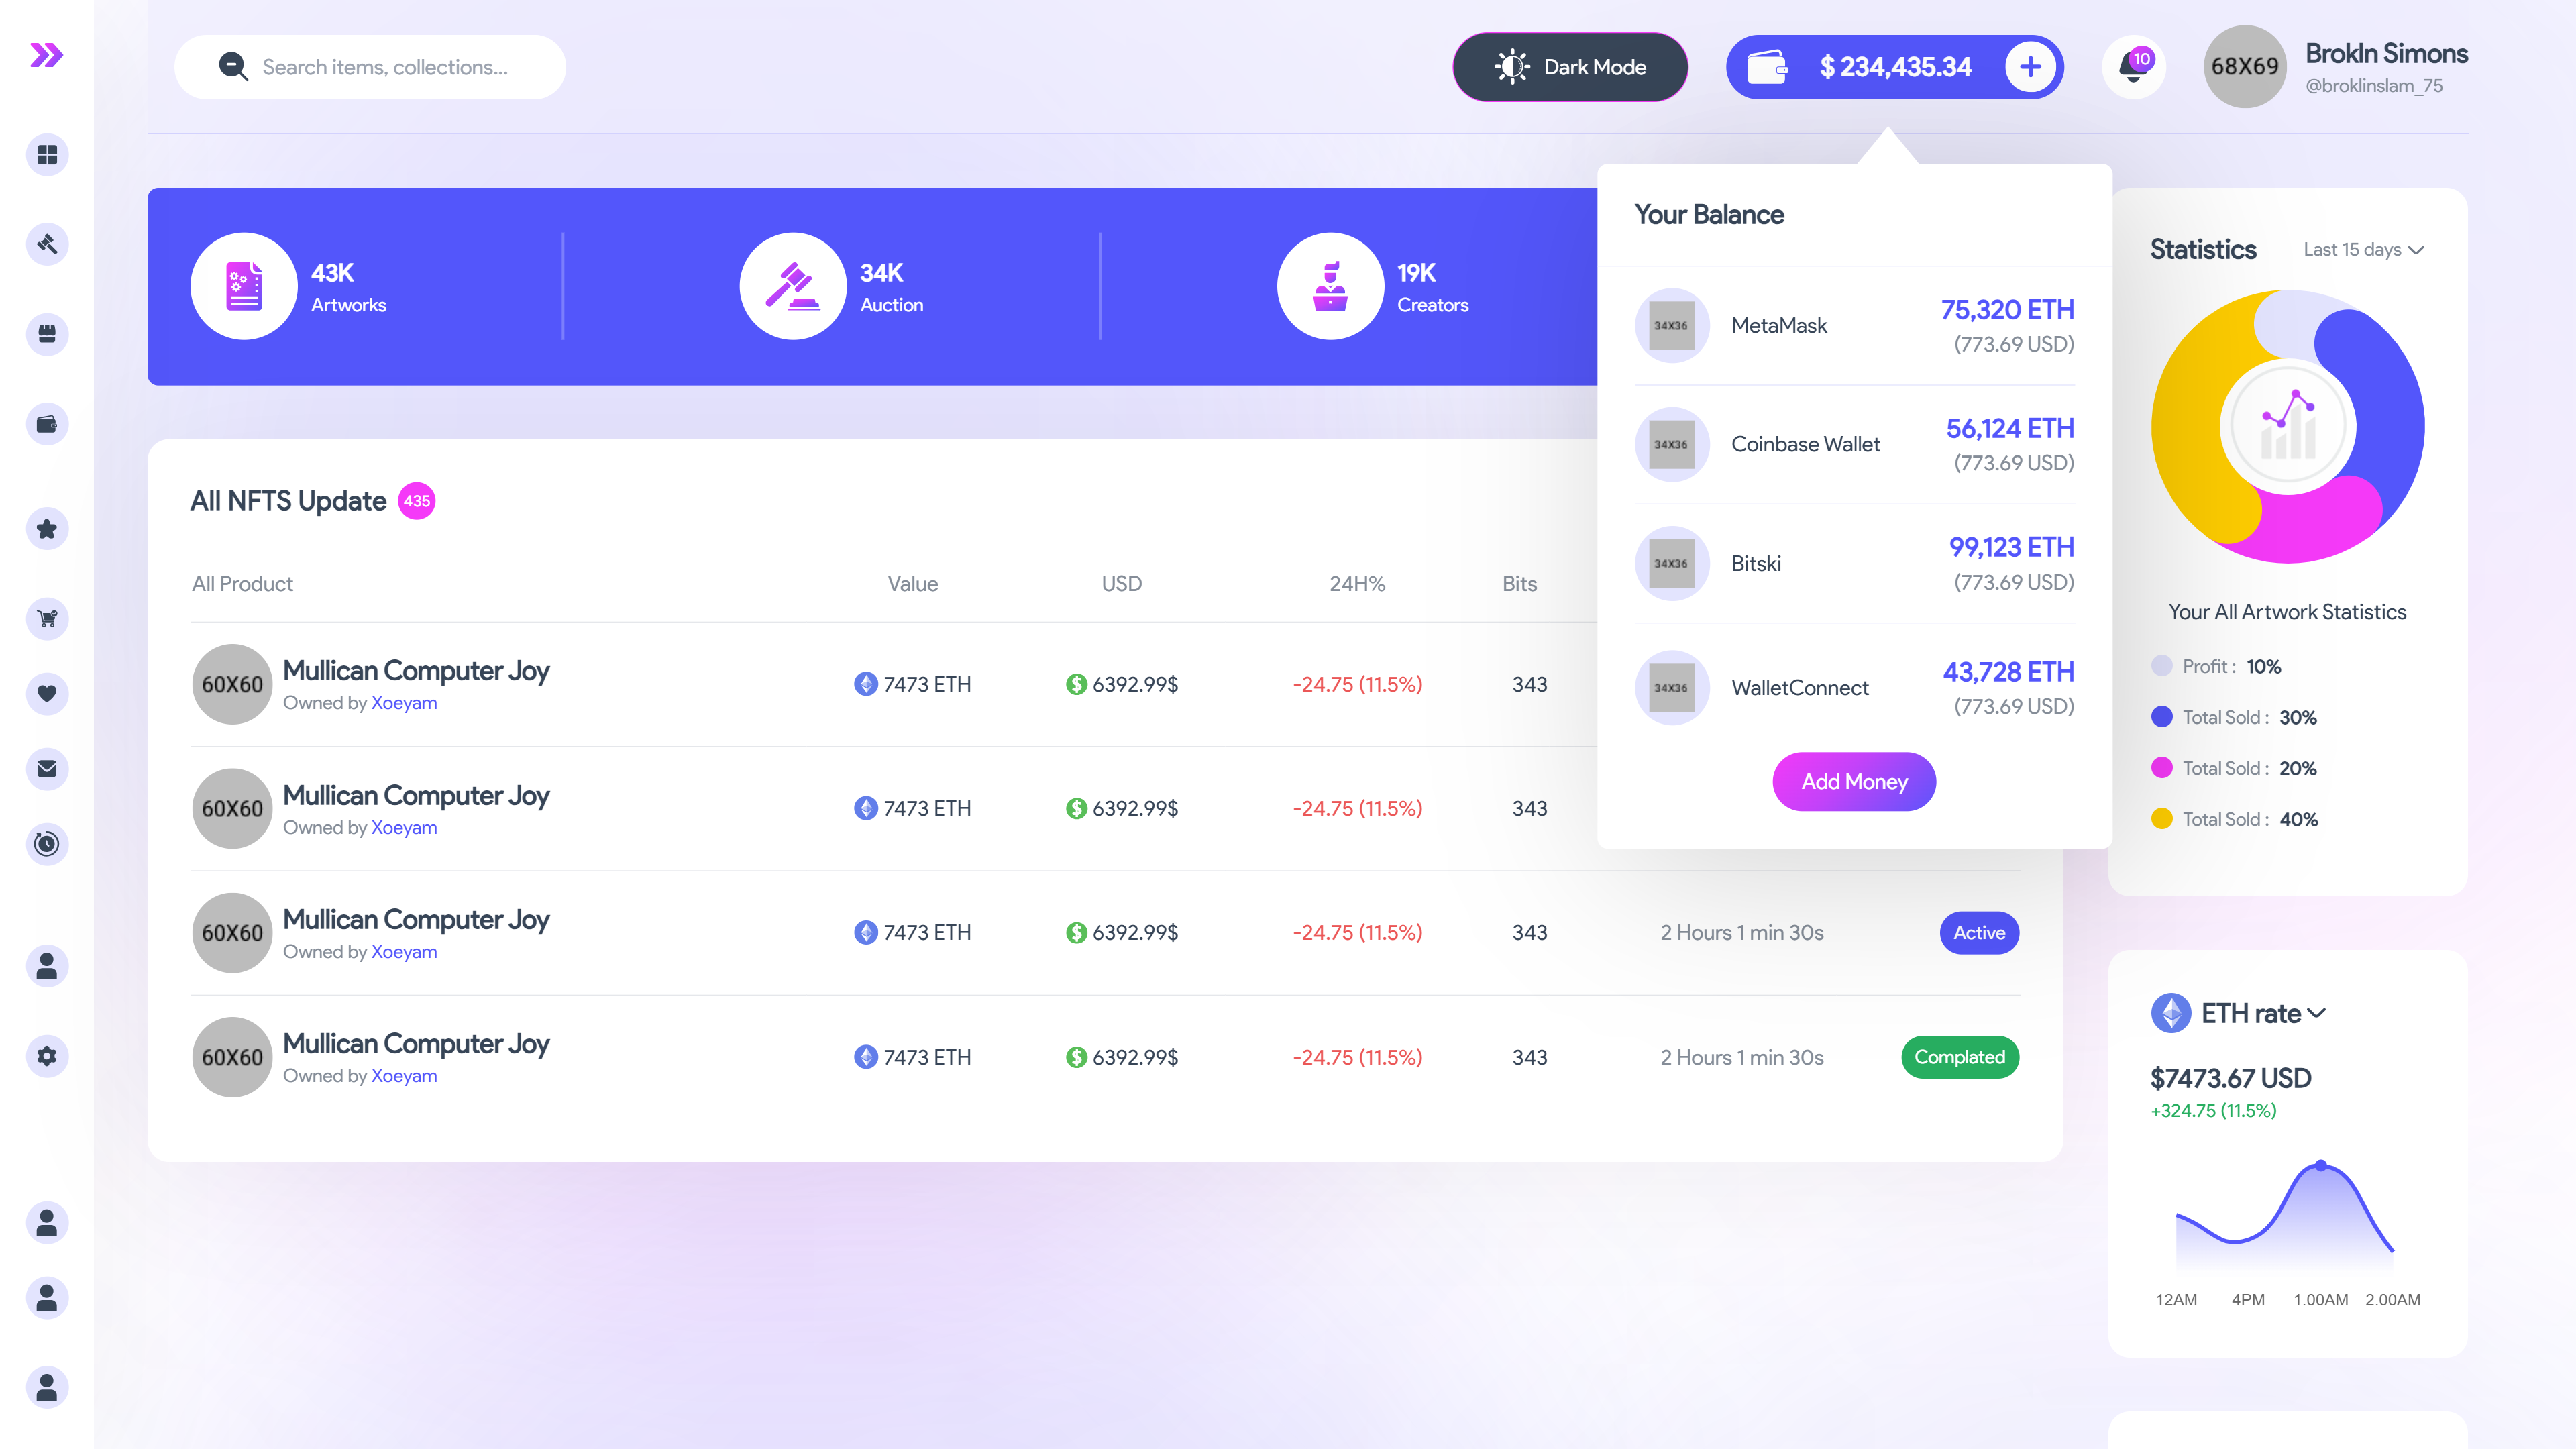 Search items, collections...
Dark Mode
$ 234,435.34
10
68X69
Brokln Simons
@broklinslam_75
43K
Artworks
34K
Auction
19K
Creators
Your Balance
34X36
MetaMask
75,320 ETH
(773.69 USD)
34X36
Coinbase Wallet
56,124 ETH
(773.69 USD)
34X36
Bitski
99,123 ETH
(773.69 USD)
34X36
WalletConnect
43,728 ETH
(773.69 USD)
Add Money
Statistics
Last 15 days
Your All Artwork Statistics
Profit : 10%
Total Sold : 30%
Total Sold : 20%
Total Sold : 40%
All NFTS Update 435
All Product Value USD 24H% Bits
60X60
Mullican Computer Joy
Owned by Xoeyam
7473 ETH
6392.99$
-24.75 (11.5%)
343
60X60
Mullican Computer Joy
Owned by Xoeyam
7473 ETH
6392.99$
-24.75 (11.5%)
343
60X60
Mullican Computer Joy
Owned by Xoeyam
7473 ETH
6392.99$
-24.75 (11.5%)
343
2 Hours 1 min 30s
Active
60X60
Mullican Computer Joy
Owned by Xoeyam
7473 ETH
6392.99$
-24.75 (11.5%)
343
2 Hours 1 min 30s
Complated
ETH rate
$7473.67 USD
+324.75 (11.5%)
12AM 4PM 1.00AM 2.00AM